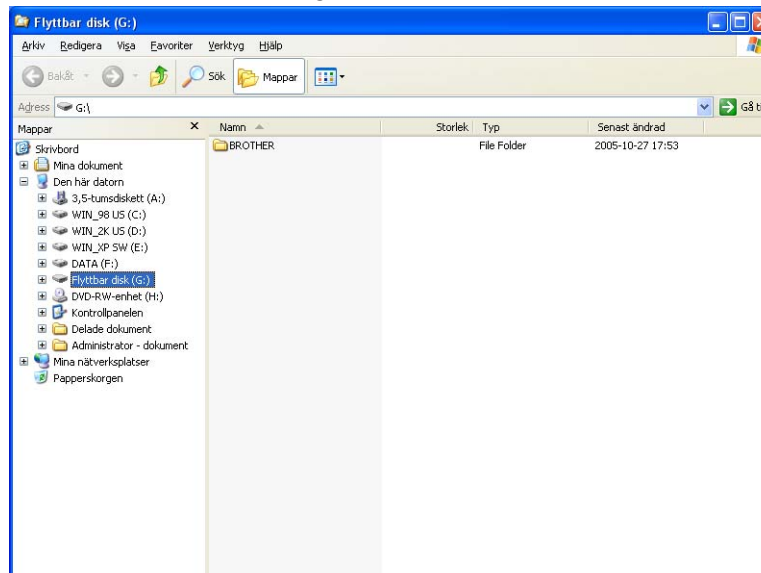 Flyttbar disk (G:)
Arkiv Redigera Visa Favoriter Verktyg Hjälp
Bakåt Sök Mappar
Adress G:\ Gå ti
Mappar X Namn Storlek Typ Senast ändrad
Skrivbord BROTHER File Folder 2005-10-27 17:53
Mina dokument
Den här datorn
3,5-tumsdiskett (A:)
WIN_98 US (C:)
WIN_2K US (D:)
WIN_XP SW (E:)
DATA (F:)
Flyttbar disk (G:)
DVD-RW-enhet (H:)
Kontrollpanelen
Delade dokument
Administrator - dokument
Mina nätverksplatser
Papperskorgen